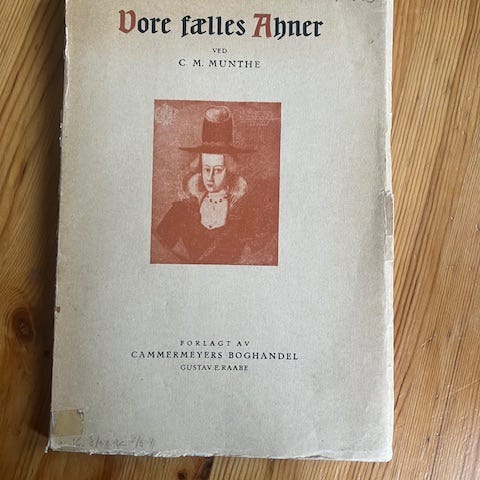 Vore fælles Ahner
VED
C. M. MUNTHE
FORLAGT AV
CAMMERMEYERS BOGHANDEL
GUSTAV E. RAABE